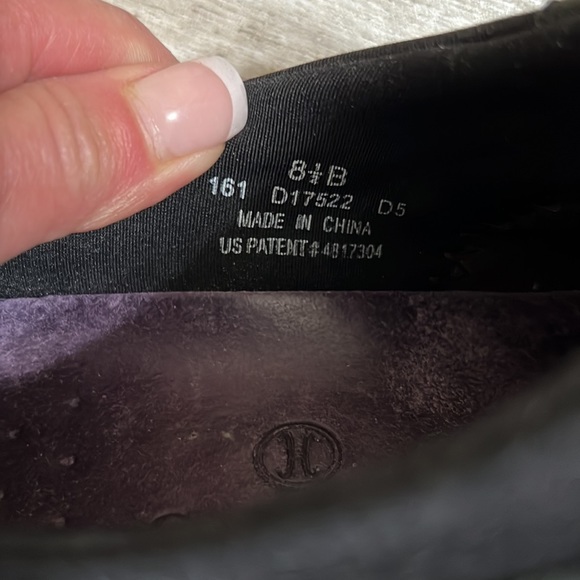 8½B
161 D17522 D5
MADE IN CHINA
US PATENT#4817304